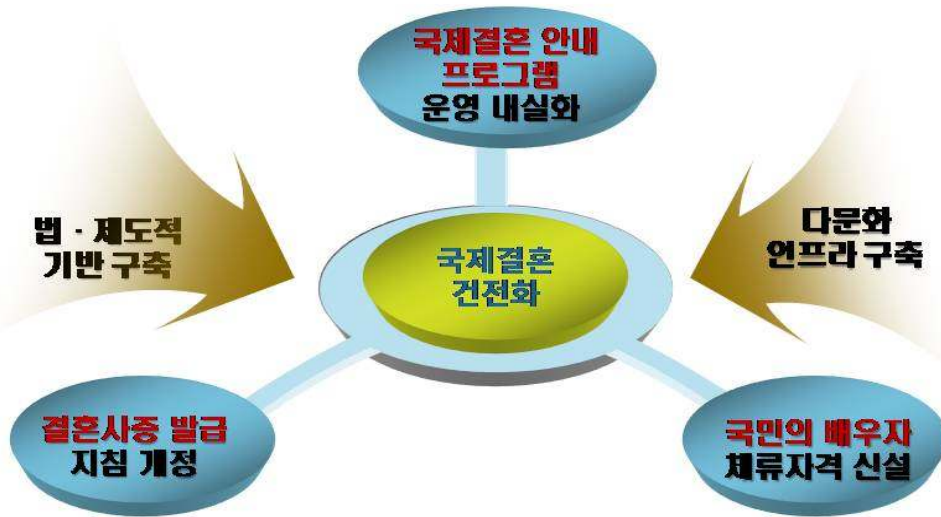 국제결혼 안내
프로그램
운영 내실화
법·제도적
기반 구축
국제결혼
건전화
다문화
언프라 구축
결혼사증 발급
지침 개정
국민의 배우자
체류자격 신설